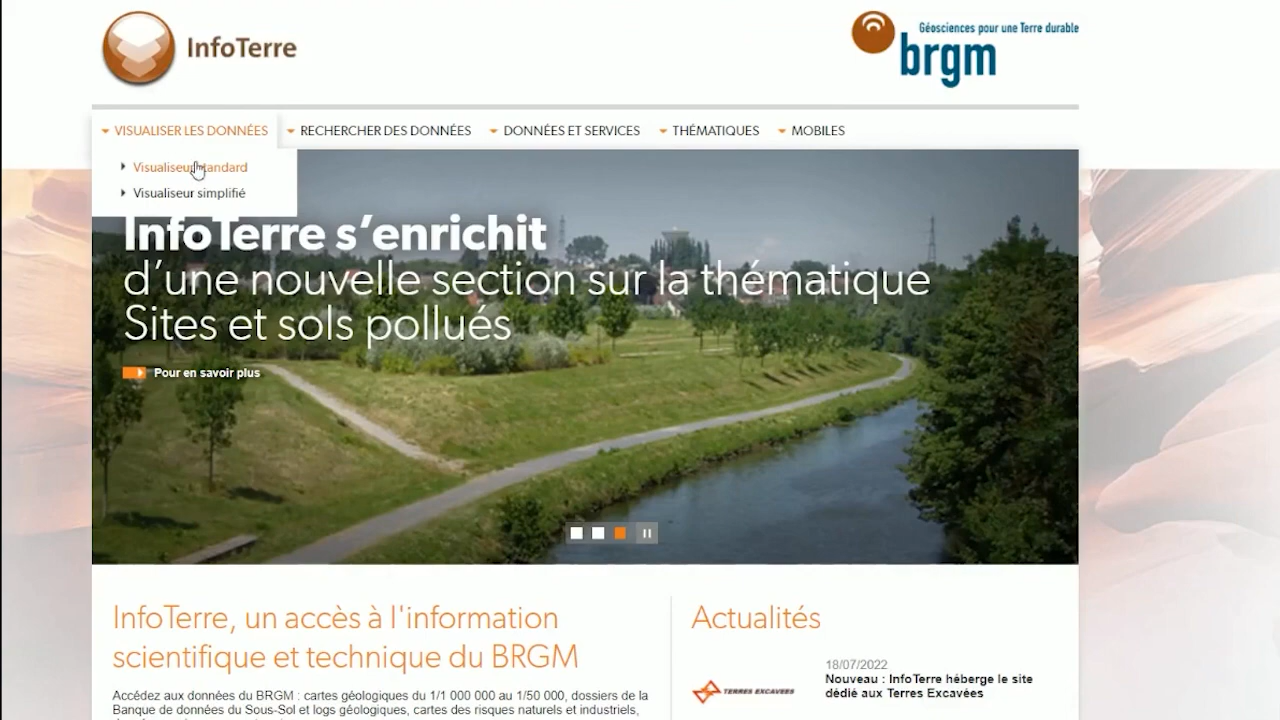 InfoTerre
Géosciences pour une Terre durable
brgm
VISUALISER LES DONNÉES
RECHERCHER DES DONNÉES
DONNÉES ET SERVICES
THÉMATIQUES
MOBILES
Visualiseur standard
Visualiseur simplifié
InfoTerre s’enrichit
d’une nouvelle section sur la thématique
Sites et sols pollués
Pour en savoir plus
InfoTerre, un accès à l'information
scientifique et technique du BRGM
Accédez aux données du BRGM : cartes géologiques du 1/1 000 000 au 1/50 000, dossiers de la
Banque de données du Sous-Sol et logs géologiques, cartes des risques naturels et industriels,
Actualités
TERRES EXCAVEES
18/07/2022
Nouveau : InfoTerre héberge le site
dédié aux Terres Excavées